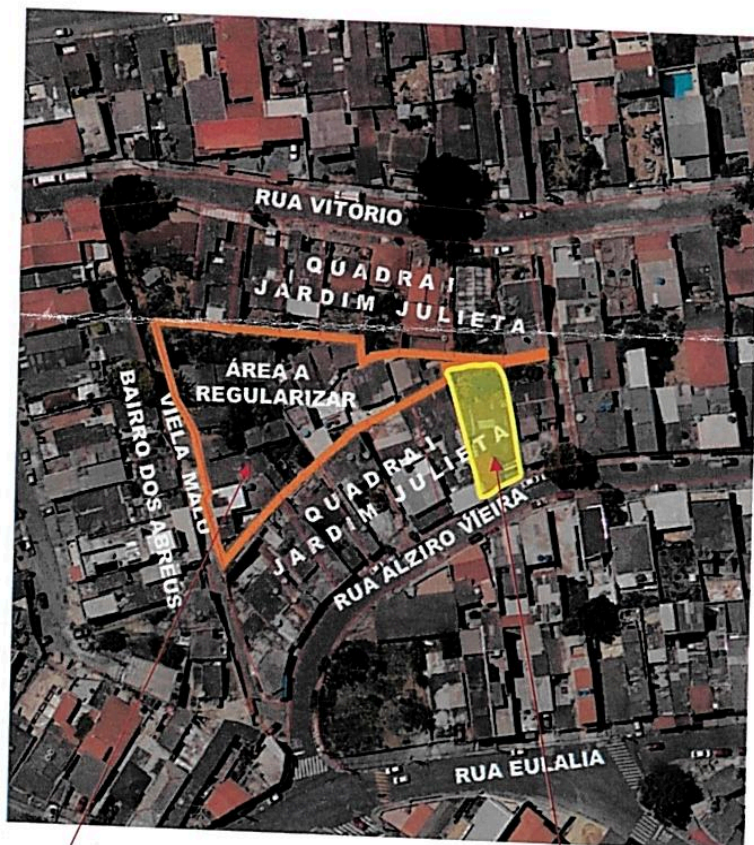 RUA VITORIO
QUADRA I
JARDIM JULIETA
ÁREA A
REGULARIZAR
VIELA MALU
BAIRRO DOS ABREUS
QUADRA I
JARDIM JULIETA
RUA ALZIRO VIEIRA
RUA EULALIA